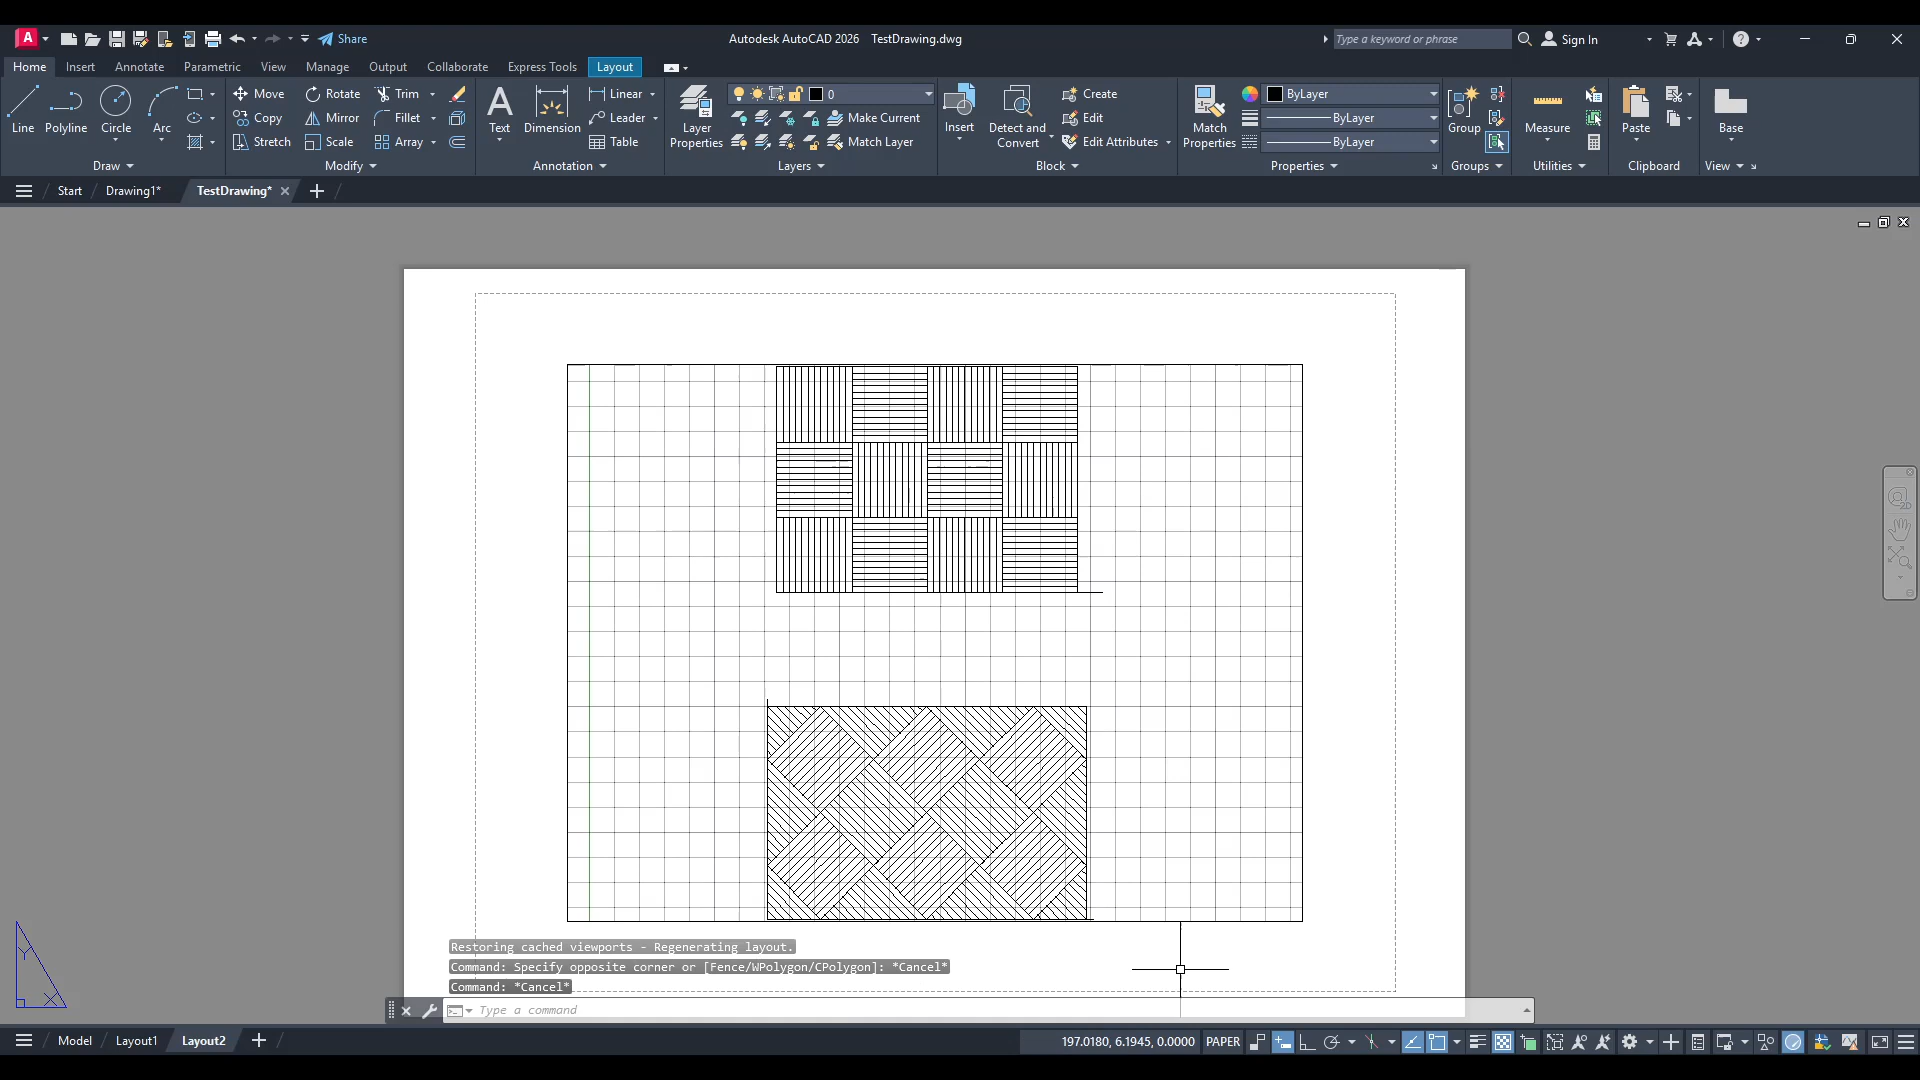 A
Share
Autodesk AutoCAD 2026 TestDrawing.dwg
Type a keyword or phrase
Sign In
Home Insert Annotate Parametric View Manage Output Collaborate Express Tools Layout
Line Polyline Circle Arc
Move Rotate Trim
Copy Mirror Fillet
Stretch Scale Array
Text Dimension
Linear
Leader
Table
Layer Properties
0
Make Current
Match Layer
Insert
Detect and Convert
Create
Edit
Edit Attributes
Match Properties
ByLayer
ByLayer
ByLayer
Group
Measure
Paste
Base
Draw Modify Annotation Layers Block Properties Groups Utilities Clipboard View
Start Drawing1* TestDrawing*
2D
Y
X
Restoring cached viewports - Regenerating layout.
Command: Specify opposite corner or [Fence/WPolygon/CPolygon]: *Cancel*
Command: *Cancel*
Type a command
Model Layout1 Layout2
197.0180, 6.1945, 0.0000 PAPER